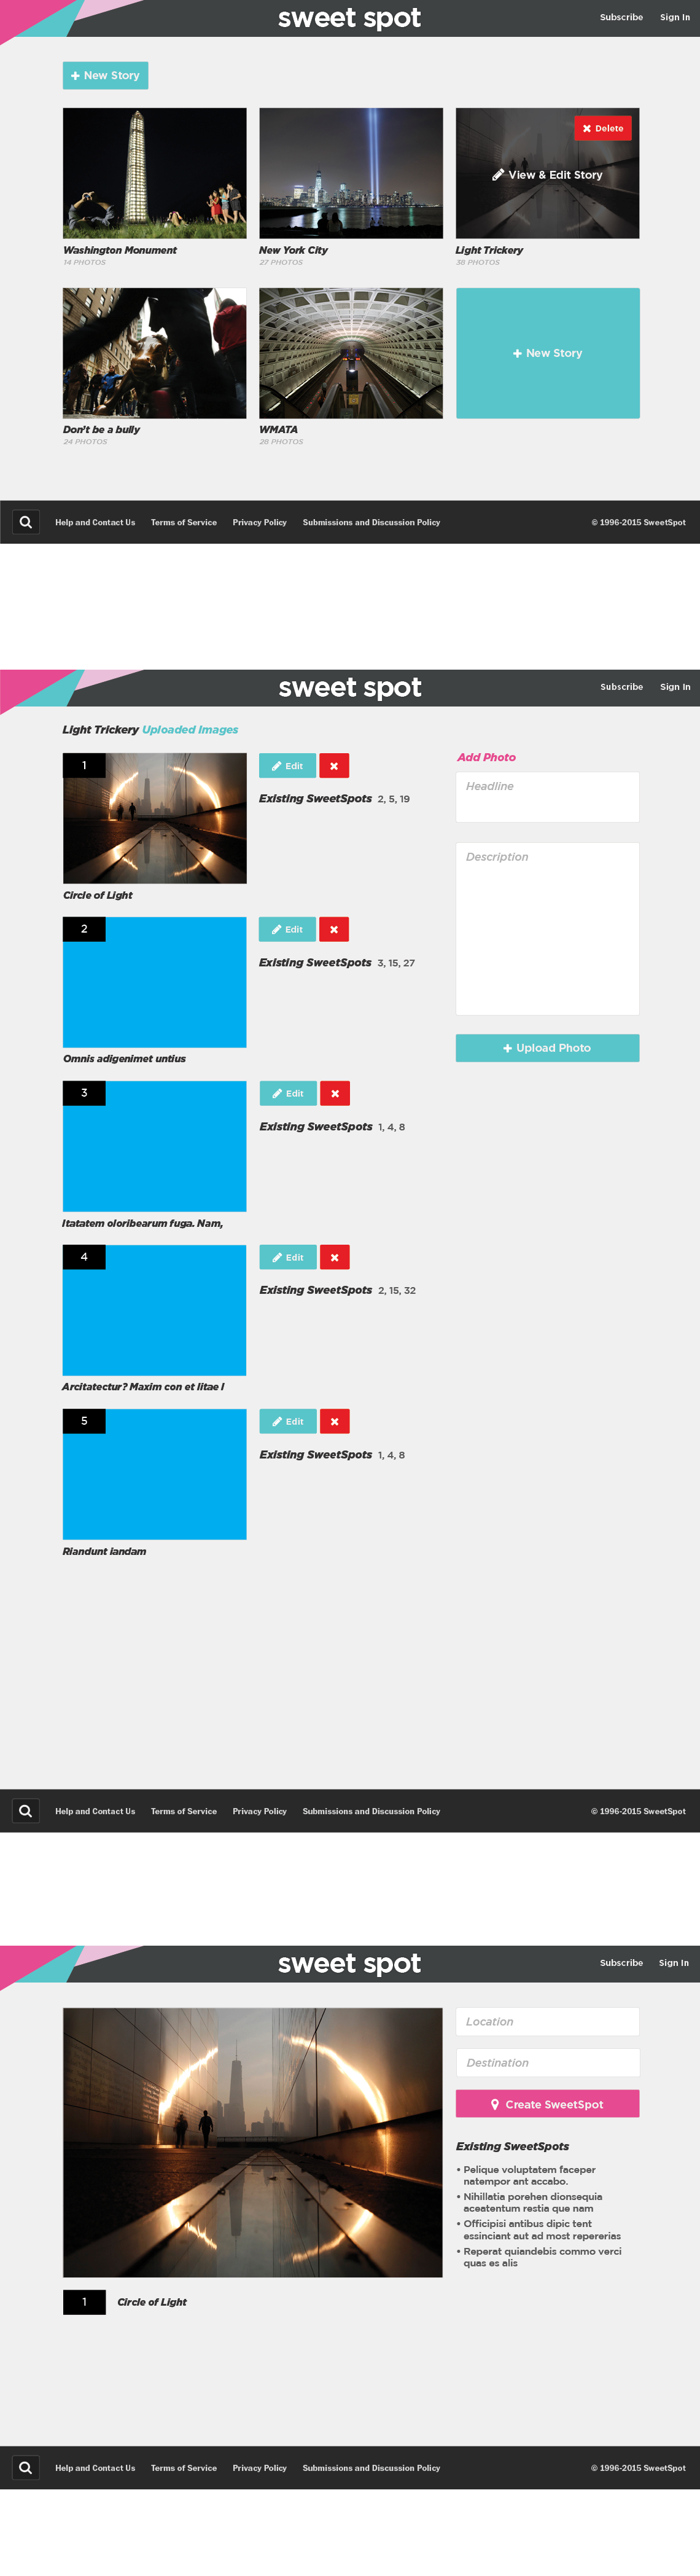 sweet spot
Subscribe Sign In
New Story
Delete
View & Edit Story
Washington Monument
14 PHOTOS
New York City
27 PHOTOS
Light Trickery
38 PHOTOS
New Story
Don't be a bully
24 PHOTOS
WMATA
28 PHOTOS
Help and Contact Us Terms of Service Privacy Policy Submissions and Discussion Policy © 1996-2015 SweetSpot
sweet spot
Subscribe Sign In
Light Trickery Uploaded Images
1
Edit
Existing SweetSpots 2, 5, 19
Circle of Light
2
Edit
Existing SweetSpots 3, 15, 27
Omnis adigenimet untius
3
Edit
Existing SweetSpots 1, 4, 8
Itatatem oloribearum fuga. Nam,
4
Edit
Existing SweetSpots 2, 15, 32
Arcitatectur? Maxim con et litae l
5
Edit
Existing SweetSpots 1, 4, 8
Riandunt iandam
Add Photo
Headline
Description
Upload Photo
Help and Contact Us Terms of Service Privacy Policy Submissions and Discussion Policy © 1996-2015 SweetSpot
sweet spot
Subscribe Sign In
1
Circle of Light
Location
Destination
Create SweetSpot
Existing SweetSpots
• Pelique voluptatem faceper
natempor ant accabo.
• Nihillatia porehen dionsequia
aceatentum restia que nam
• Officipisi antibus dipic tent
essinciant aut ad most repererias
• Reperat quiandebis commo verci
quas es alis
Help and Contact Us Terms of Service Privacy Policy Submissions and Discussion Policy © 1996-2015 SweetSpot